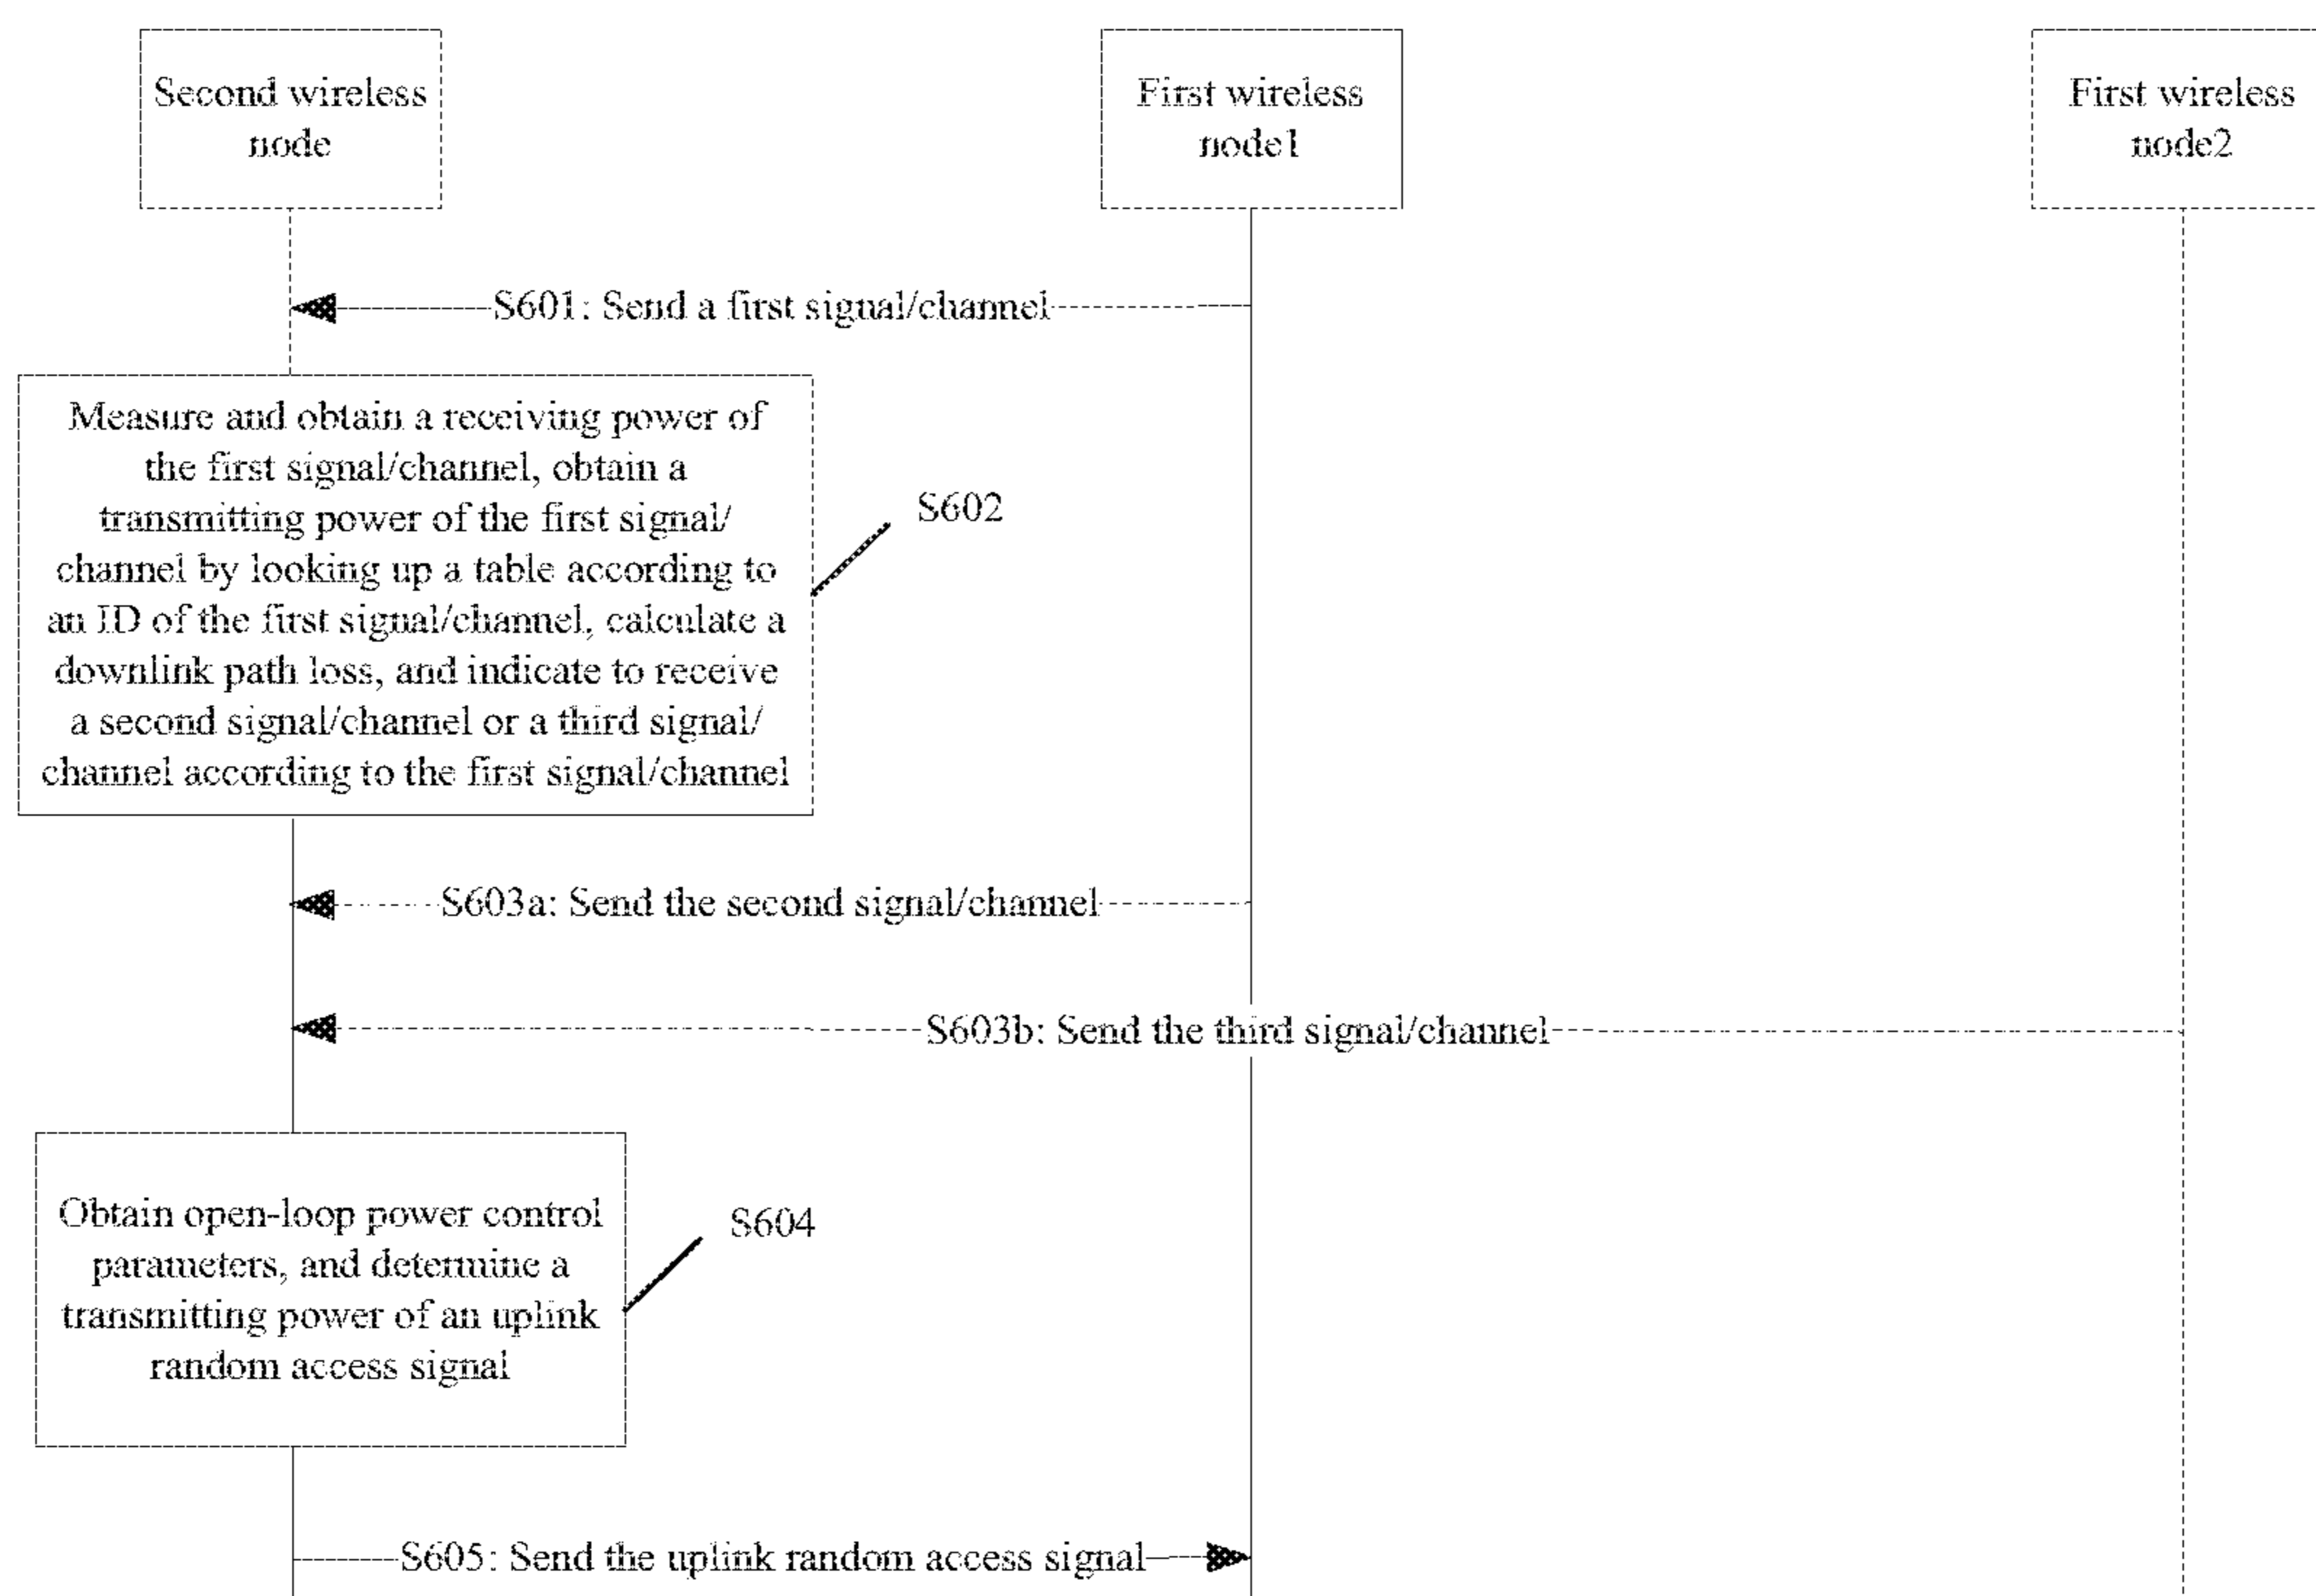 Second wireless
node
First wireless
node1
First wireless
node2
S601: Send a first signal/channel
Measure and obtain a receiving power of
the first signal/channel, obtain a
transmitting power of the first signal/
channel by looking up a table according to
an ID of the first signal/channel, calculate a
downlink path loss, and indicate to receive
a second signal/channel or a third signal/
channel according to the first signal/channel
S602
S603a: Send the second signal/channel
S603b: Send the third signal/channel
Obtain open-loop power control
parameters, and determine a
transmitting power of an uplink
random access signal
S604
S605: Send the uplink random access signal